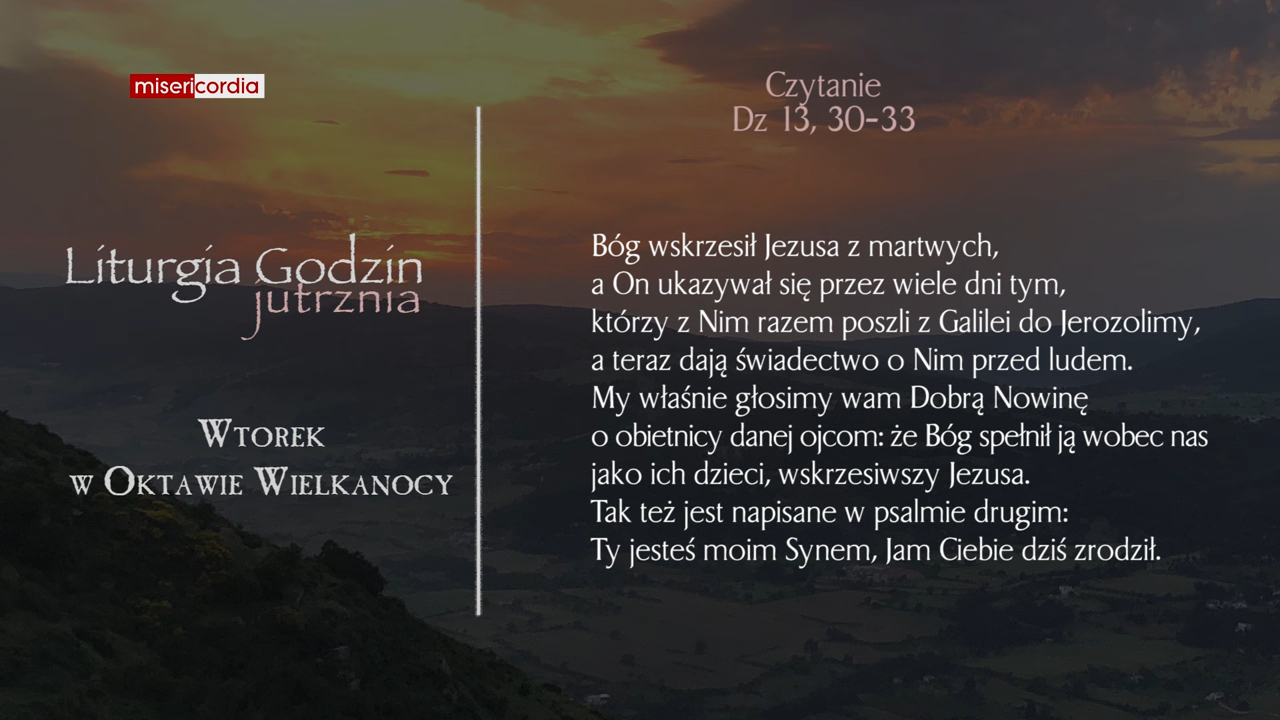 misericordia
Liturgia Godzin
jutrznia
Wtorek
w Oktawie Wielkanocy
Czytanie
Dz 13, 30-33
Bóg wskrzesił Jezusa z martwych,
a On ukazywał się przez wiele dni tym,
którzy z Nim razem poszli z Galilei do Jerozolimy,
a teraz dają świadectwo o Nim przed ludem.
My właśnie głosimy wam Dobrą Nowinę
o obietnicy danej ojcom: że Bóg spełnił ją wobec nas
jako ich dzieci, wskrzesiwszy Jezusa.
Tak też jest napisane w psalmie drugim:
Ty jesteś moim Synem, Jam Ciebie dziś zrodził.